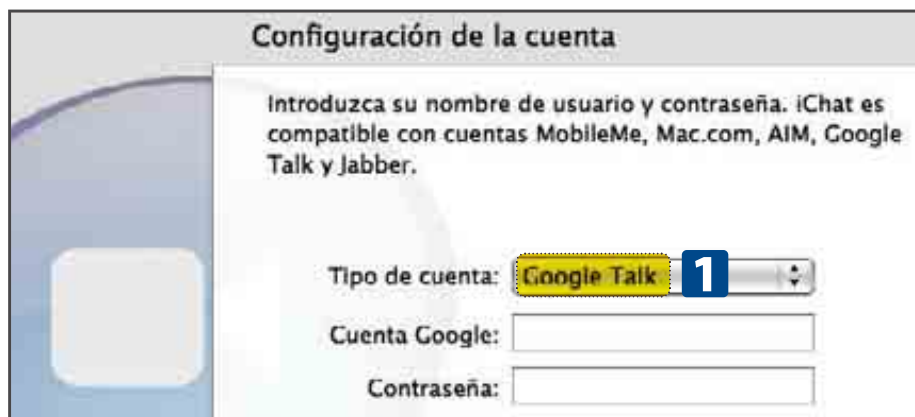 Configuración de la cuenta
Introduzca su nombre de usuario y contraseña. iChat es
compatible con cuentas MobileMe, Mac.com, AIM, Google
Talk y Jabber.
Tipo de cuenta: Google Talk 1
Cuenta Google:
Contraseña: